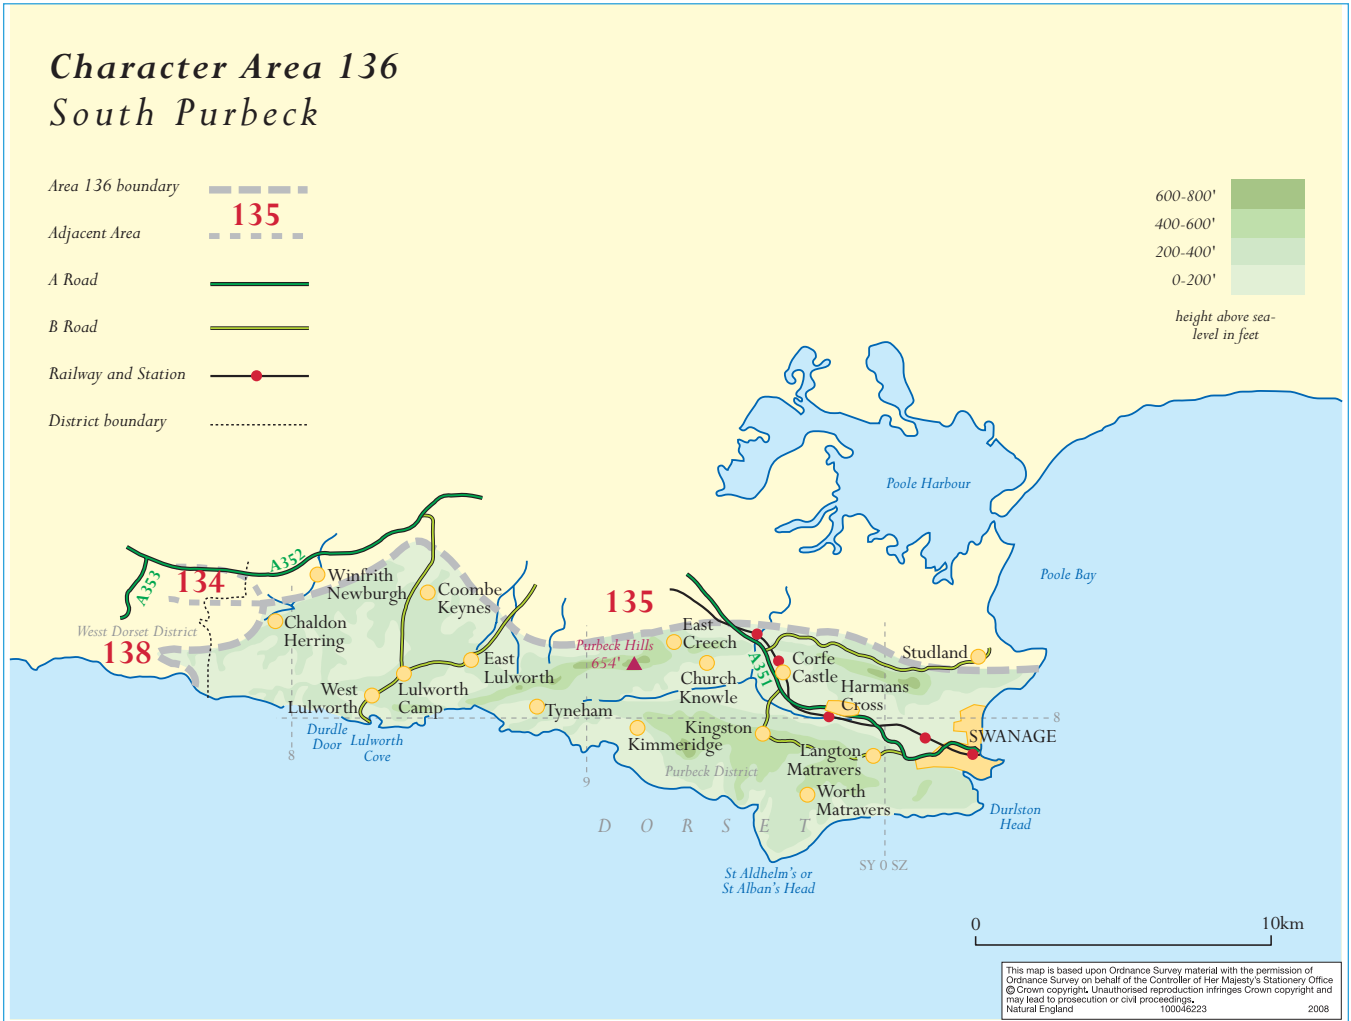 Character Area 136
South Purbeck
Area 136 boundary
135
Adjacent Area
A Road
B Road
Railway and Station
District boundary
600-800'
400-600'
200-400'
0-200'
height above sea-
level in feet
Poole Harbour
Poole Bay
A352
A353
134
Winfrith
Newburgh
Coombe
Keynes
135
Chaldon
Herring
Wesst Dorset District
138
East
Creech
Purbeck Hills
654'
A351
Corfe
Castle
Studland
East
Lulworth
Church
Knowle
Harmans
Cross
West
Lulworth
Lulworth
Camp
Tyneham
8
Durdle
Door
Lulworth
Cove
8
Kimmeridge
Kingston
SWANAGE
Langton
Matravers
Purbeck District
9
Worth
Matravers
DORSET
Durlston
Head
SY 0 SZ
St Aldhelm's or
St Alban's Head
0 10km
This map is based upon Ordnance Survey material with the permission of
Ordnance Survey on behalf of the Controller of Her Majesty's Stationery Office
© Crown copyright. Unauthorised reproduction infringes Crown copyright and
may lead to prosecution or civil proceedings.
Natural England 100046223 2008